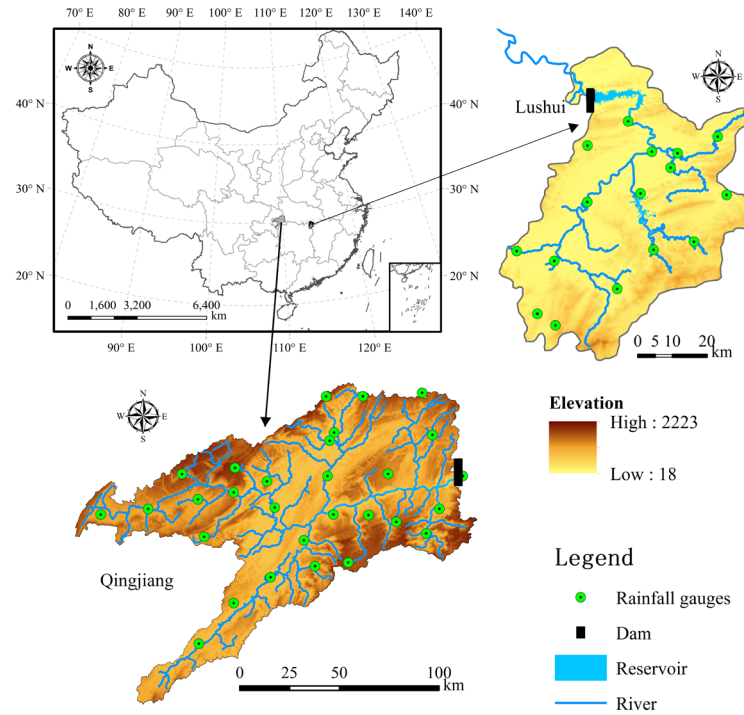 70° E 80° E 90° E 100° E 110° E 120° E 130° E 140° E
N
W E
S
40° N
30° N
20° N
40° N
30° N
20° N
0 1,600 3,200 6,400
km
90° E 100° E 110° E 120° E
N
W E
S
Lushui
0 5 10 20
km
N
W E
S
Qingjiang
0 25 50 100
km
Elevation
High : 2223
Low : 18
Legend
Rainfall gauges
Dam
Reservoir
River